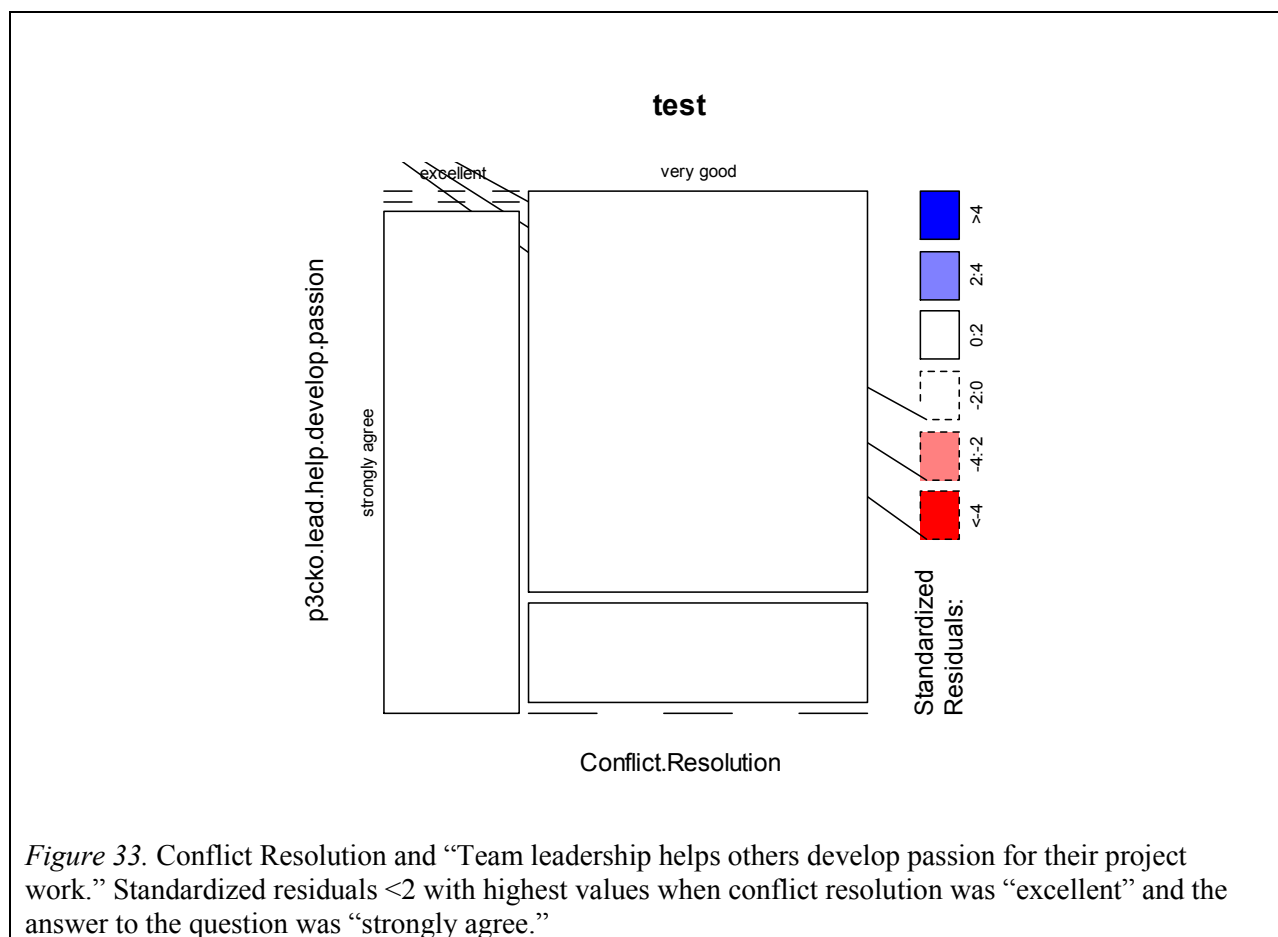 test
excellent
very good
p3cko.lead.help.develop.passion
strongly agree
>4
2:4
0:2
-2:0
-4:-2
<-4
Standardized
Residuals:
Conflict.Resolution
Figure 33. Conflict Resolution and “Team leadership helps others develop passion for their project
work.” Standardized residuals <2 with highest values when conflict resolution was “excellent” and the
answer to the question was “strongly agree.”